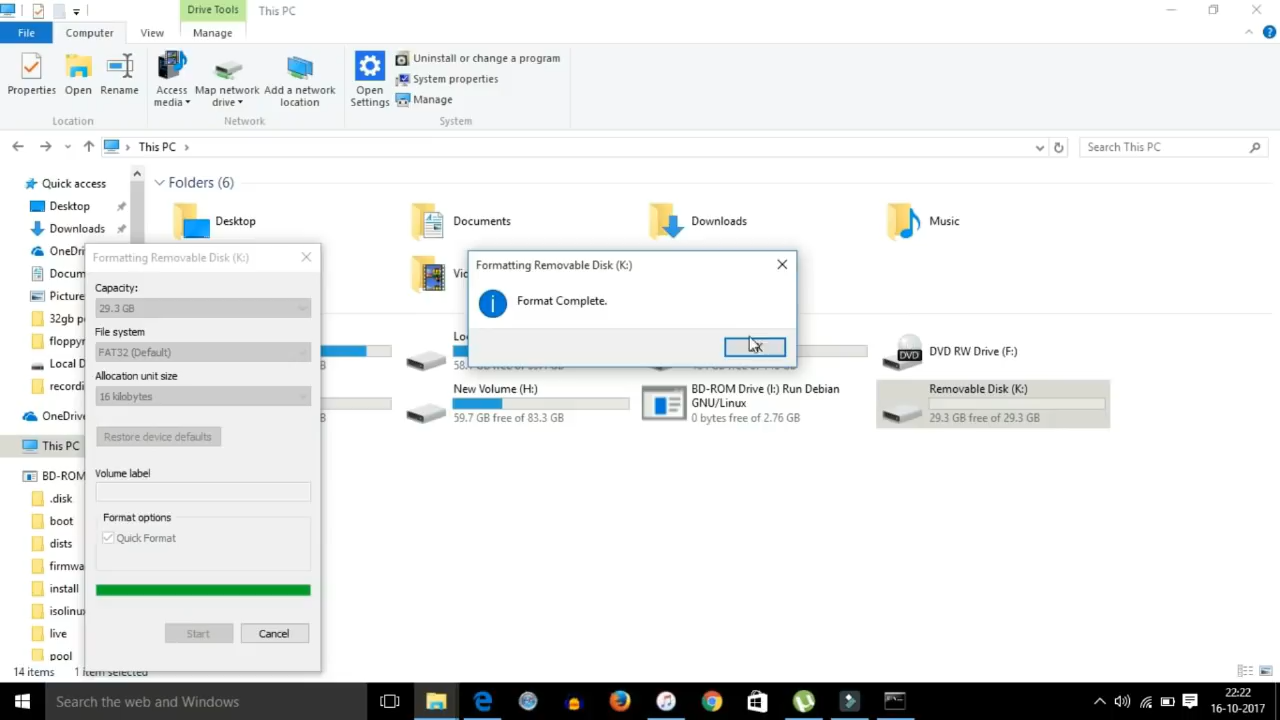 Drive Tools
This PC
File
Computer
View
Manage
Properties
Open
Rename
Access media
Map network drive
Add a network location
Open Settings
Uninstall or change a program
System properties
Manage
Location
Network
System
This PC
Search This PC
Quick access
Desktop
Downloads
OneDri
Docum
Picture
32gb p
floppy
Local D
record
OneDriv
This PC
BD-ROM
.disk
boot
dists
firmwa
install
isolinu
live
pool
14 items
1 item selected
Folders (6)
Desktop
Documents
Downloads
Music
DVD RW Drive (F:)
DVD
New Volume (H:)
59.7 GB free of 83.3 GB
BD-ROM Drive (I:) Run Debian
GNU/Linux
0 bytes free of 2.76 GB
Removable Disk (K:)
29.3 GB free of 29.3 GB
Formatting Removable Disk (K:)
Capacity:
29.3 GB
File system
FAT32 (Default)
Allocation unit size
16 kilobytes
Restore device defaults
Volume label
Format options
Quick Format
Start
Cancel
Formatting Removable Disk (K:)
Format Complete.
Search the web and Windows
22:22
16-10-2017